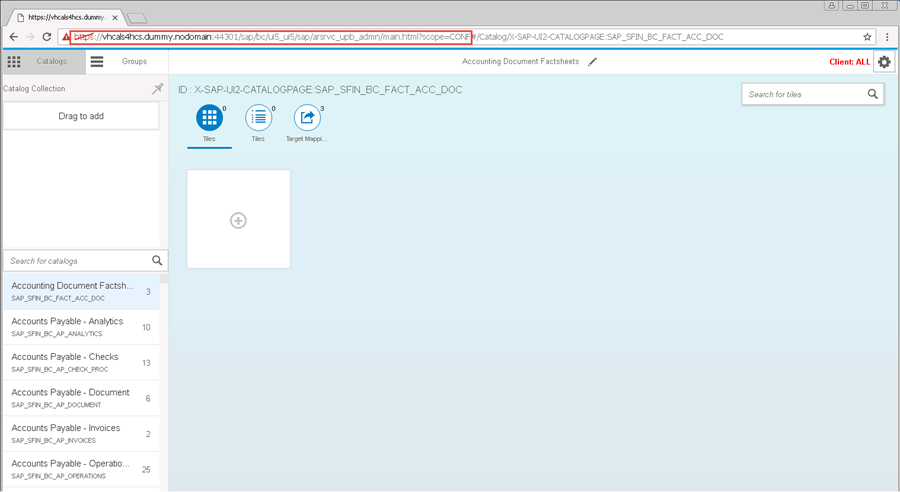 https://vhcals4hcs.dummy.
https://vhcals4hcs.dummy.nodomain:44301/sap/bc/ui5_ui5/sap/arsrvc_upb_admn/main.html?scope=CONF#/Catalog/X-SAP-UI2-CATALOGPAGE:SAP_SFIN_BC_FACT_ACC_DOC
Catalogs
Groups
Accounting Document Factsheets
Client: ALL
Catalog Collection
Drag to add
Search for catalogs
Accounting Document Factsh...
3
SAP_SFIN_BC_FACT_ACC_DOC
Accounts Payable - Analytics
10
SAP_SFIN_BC_AP_ANALYTICS
Accounts Payable - Checks
13
SAP_SFIN_BC_AP_CHECK_PROC
Accounts Payable - Document
6
SAP_SFIN_BC_AP_DOCUMENT
Accounts Payable - Invoices
2
SAP_SFIN_BC_AP_INVOICES
Accounts Payable - Operatio...
25
SAP_SFIN_BC_AP_OPERATIONS
ID : X-SAP-UI2-CATALOGPAGE:SAP_SFIN_BC_FACT_ACC_DOC
Search for tiles
0
Tiles
0
Tiles
3
Target Mappi...